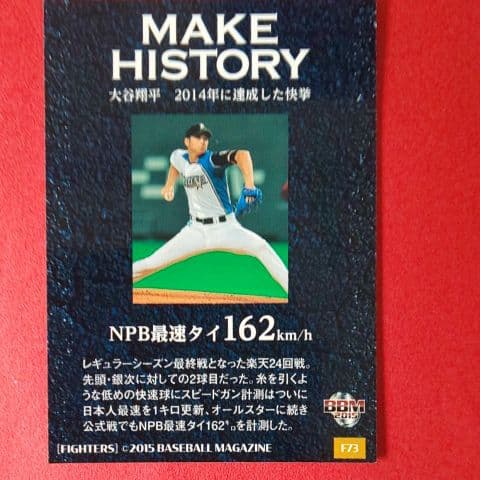 MAKE
HISTORY
大谷翔平 2014年に達成した快挙
NPB最速タイ162km/h
レギュラーシーズン最終戦となった楽天24回戦。
先頭・銀次に対しての2球目だった。糸を引くよ
うな低めの快速球にスピードガン計測はついに
日本人最速を1キロ更新、オールスターに続き
公式戦でもNPB最速タイ162㌔を計測した。
BBM
2015
[FIGHTERS] ©2015 BASEBALL MAGAZINE
F73